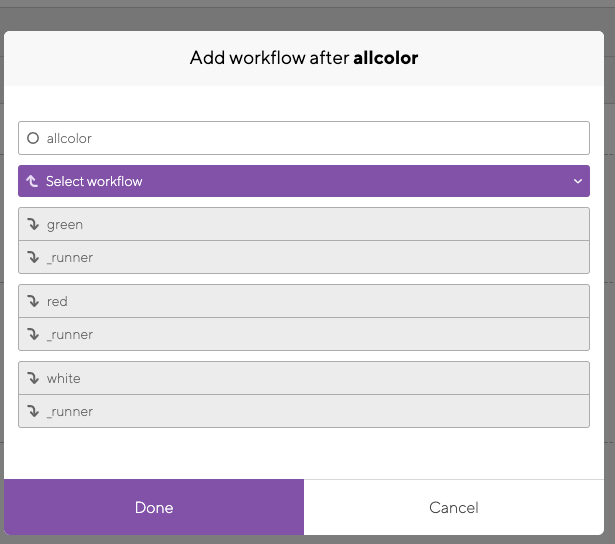 Add workflow after allcolor
allcolor
Select workflow
green
_runner
red
_runner
white
_runner
Done
Cancel